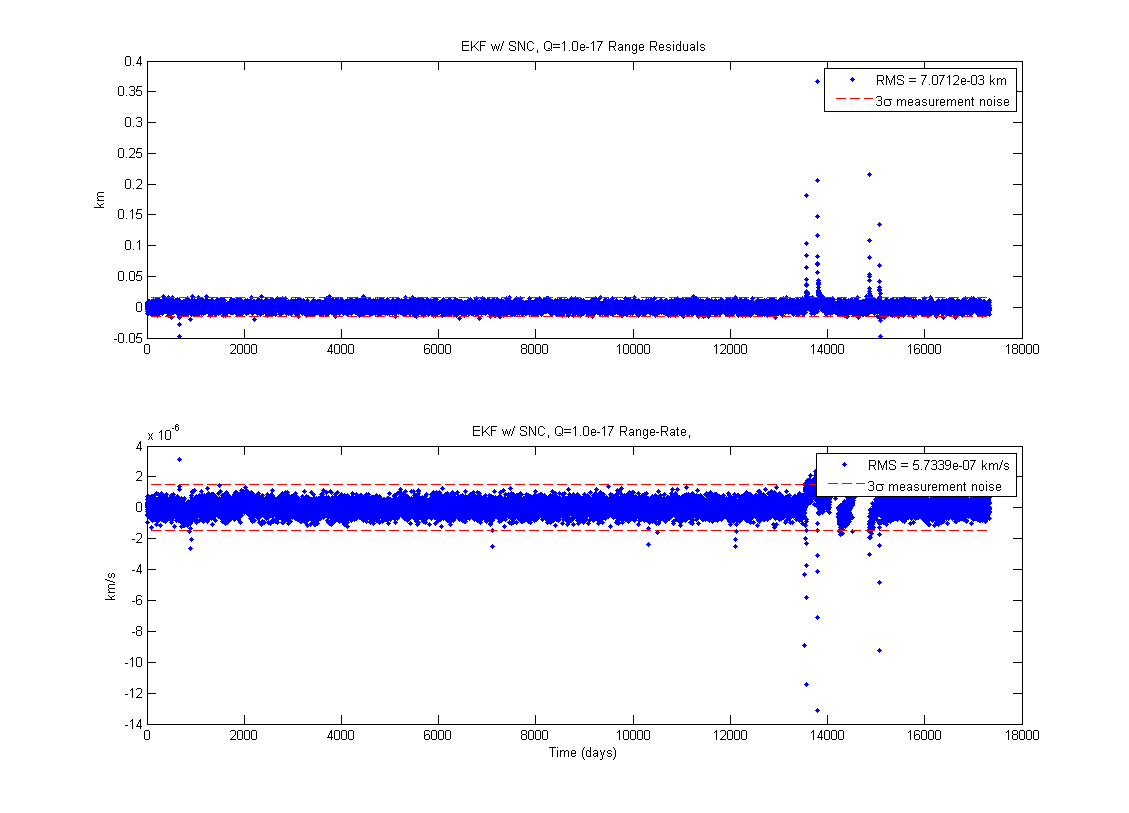 EKF w/ SNC, Q=1.0e-17 Range Residuals
0.4
0.35
0.3
0.25
0.2
0.15
0.1
0.05
0
-0.05
km
RMS = 7.0712e-03 km
3σ measurement noise
0 2000 4000 6000 8000 10000 12000 14000 16000 18000
EKF w/ SNC, Q=1.0e-17 Range-Rate,
x 10^-6
4
2
0
-2
-4
-6
-8
-10
-12
-14
km/s
RMS = 5.7339e-07 km/s
3σ measurement noise
0 2000 4000 6000 8000 10000 12000 14000 16000 18000
Time (days)